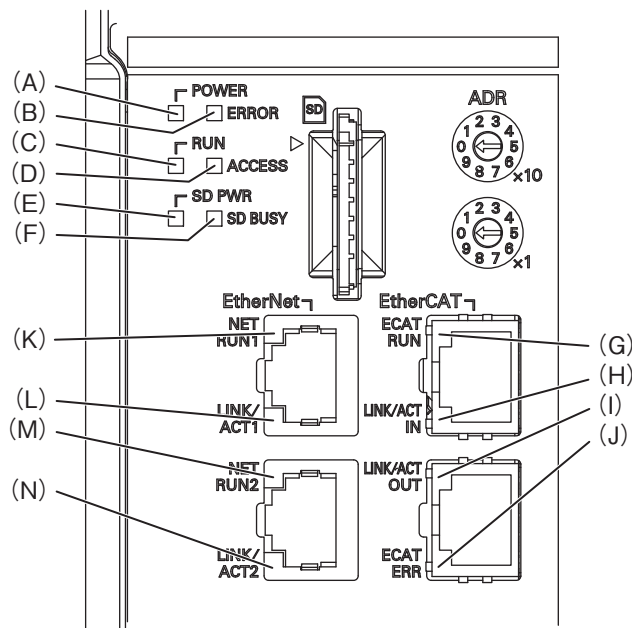 (A)
POWER
(B)
ERROR
SD
ADR
(C)
RUN
(D)
ACCESS
(E)
SD PWR
(F)
SD BUSY
0 1 2 3 4 5 6 7 8 9
×10
0 1 2 3 4 5 6 7 8 9
×1
EtherNet
EtherCAT
(K)
NET
RUN1
ECAT
RUN
(G)
(L)
LINK/
ACT1
LINK/ACT
IN
(H)
(M)
NET
RUN2
LINK/ACT
OUT
(I)
(N)
LINK/
ACT2
ECAT
ERR
(J)